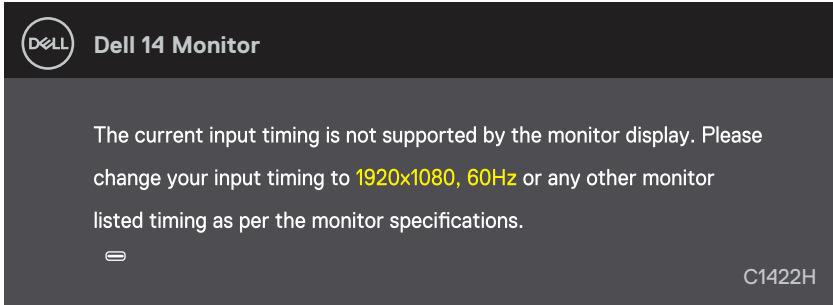 DELL
Dell 14 Monitor
The current input timing is not supported by the monitor display. Please
change your input timing to 1920x1080, 60Hz or any other monitor
listed timing as per the monitor specifications.
C1422H